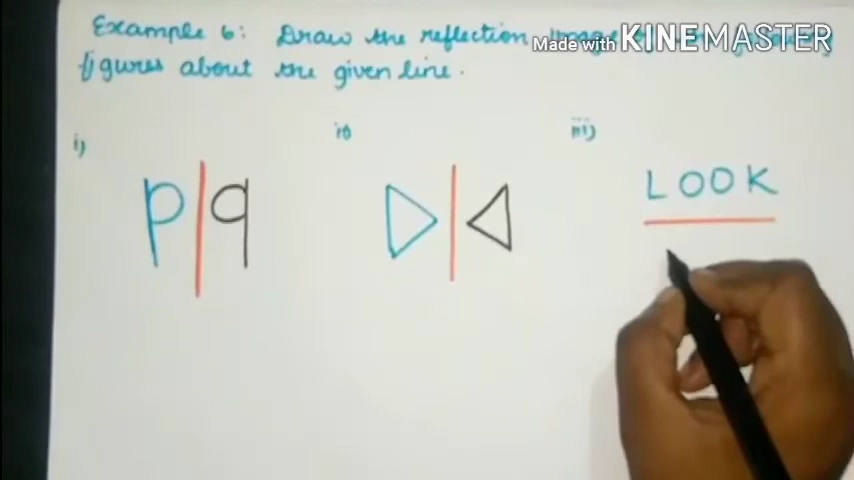 Example 6: Draw the reflection
Made with KINEMASTER
figures about the given line.
i) ii) iii)
p q LOOK